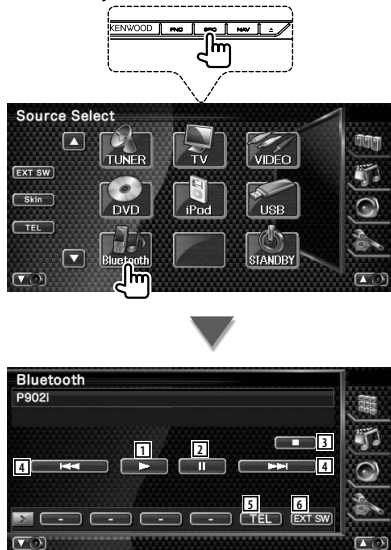 KENWOOD FNC SRC NAV
Source Select
TUNER TV VIDEO
EXT SW
Skin
DVD iPod USB
TEL
Bluetooth STANDBY
Bluetooth
P902i
1 2 3
4 4
5 6
TEL EXT SW